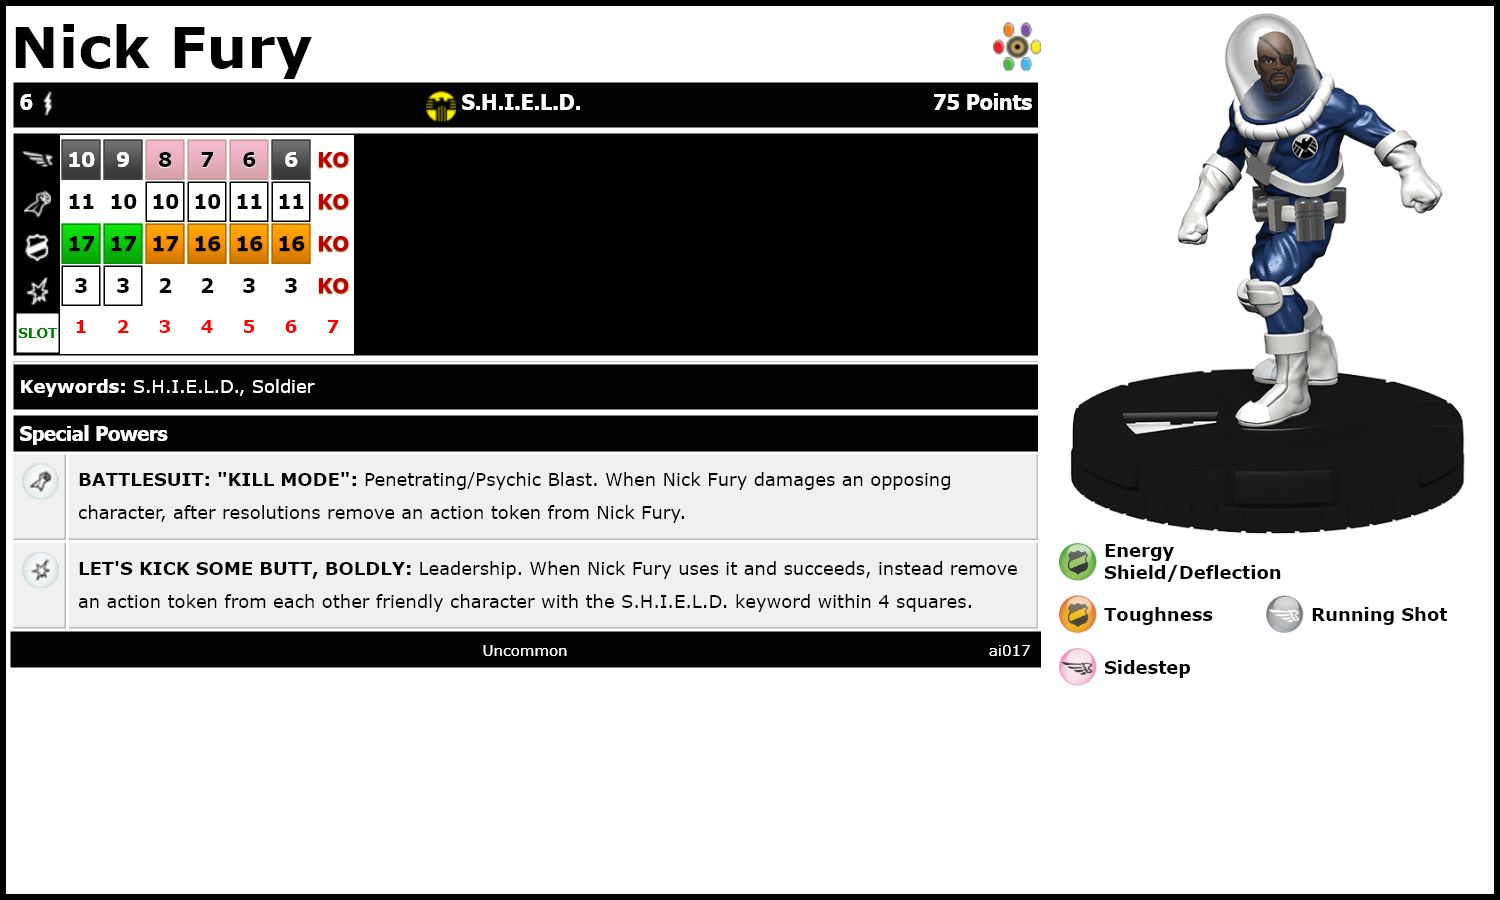 Nick Fury
6 S.H.I.E.L.D. 75 Points
10 9 8 7 6 6 KO
11 10 10 10 11 11 KO
17 17 17 16 16 16 KO
3 3 2 2 3 3 KO
SLOT 1 2 3 4 5 6 7
Keywords: S.H.I.E.L.D., Soldier
Special Powers
BATTLESUIT: "KILL MODE": Penetrating/Psychic Blast. When Nick Fury damages an opposing
character, after resolutions remove an action token from Nick Fury.
LET'S KICK SOME BUTT, BOLDLY: Leadership. When Nick Fury uses it and succeeds, instead remove
an action token from each other friendly character with the S.H.I.E.L.D. keyword within 4 squares.
Uncommon ai017
Energy
Shield/Deflection
Toughness Running Shot
Sidestep